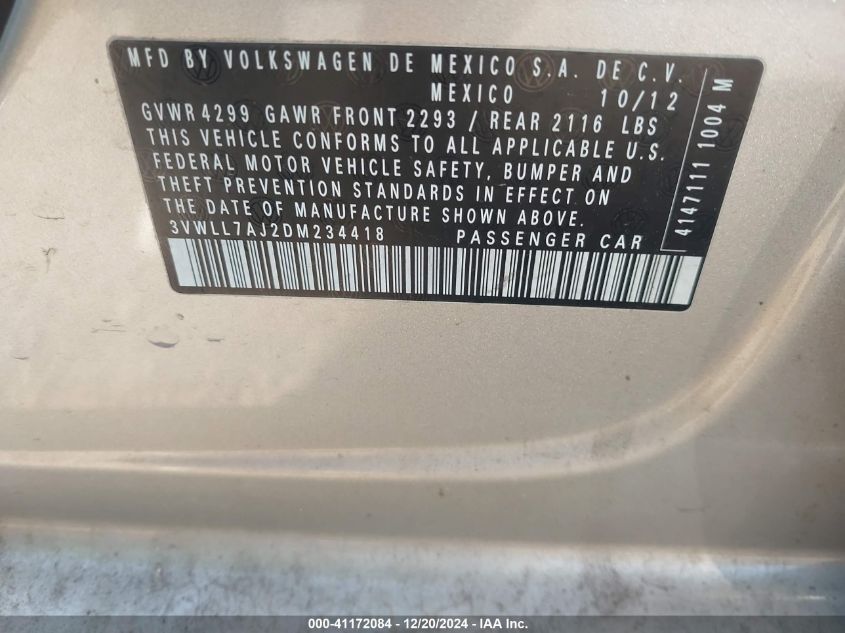 MFD BY VOLKSWAGEN DE MEXICO S.A. DE C.V.
MEXICO 10/12
GVWR 4299 GAWR FRONT 2293 / REAR 2116 LBS
THIS VEHICLE CONFORMS TO ALL APPLICABLE U.S.
FEDERAL MOTOR VEHICLE SAFETY, BUMPER AND
THEFT PREVENTION STANDARDS IN EFFECT ON
THE DATE OF MANUFACTURE SHOWN ABOVE.
3VWLL7AJ2DM234418 PASSENGER CAR
4147111 1004 M
000-41172084 - 12/20/2024 - IAA Inc.